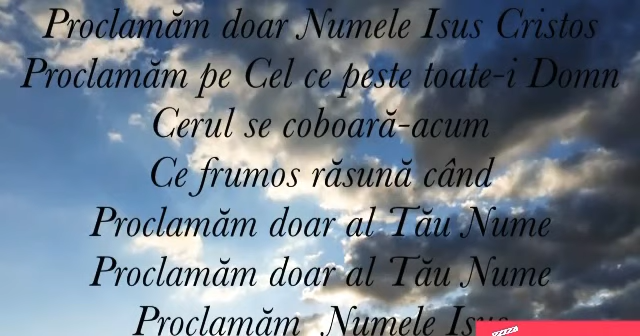 Proclamăm doar Numele Isus Cristos
Proclamăm pe Cel ce peste toate-i Domn
Cerul se coboară-acum
Ce frumos răsună când
Proclamăm doar al Tău Nume
Proclamăm doar al Tău Nume
Proclamăm Numele Isus